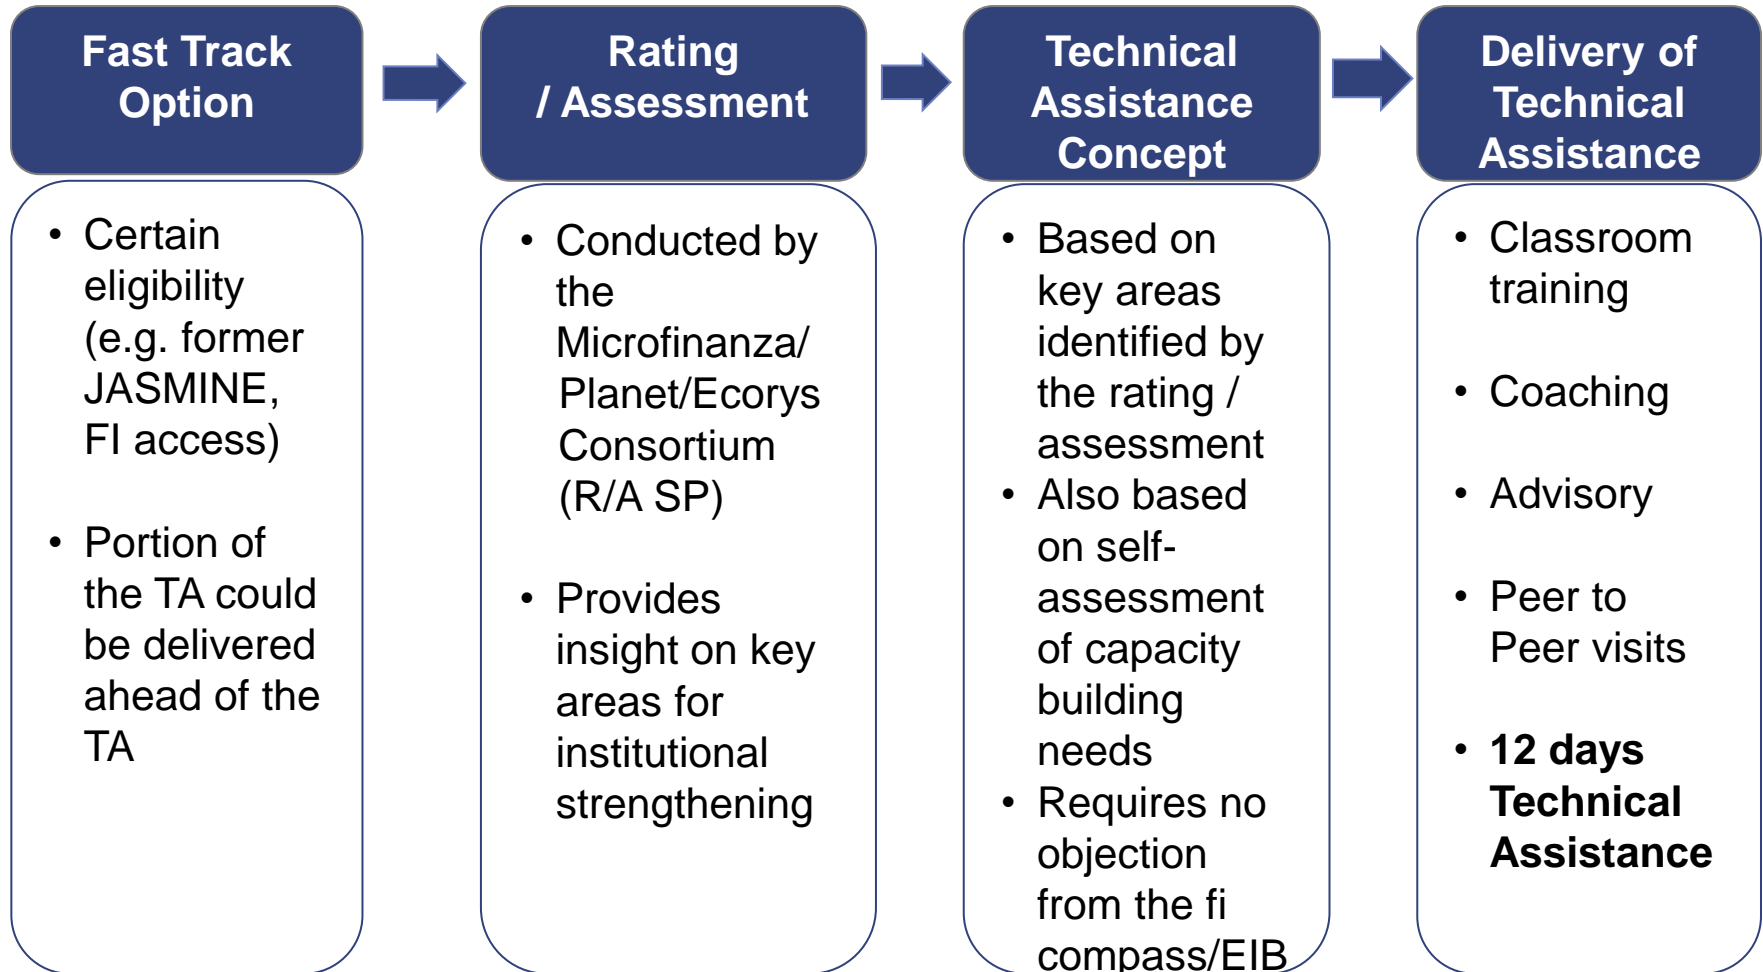 Fast Track
Option
• Certain
eligibility
(e.g. former
JASMINE,
FI access)
• Portion of
the TA could
be delivered
ahead of the
TA
Rating
/ Assessment
• Conducted by
the
Microfinanza/
Planet/Ecorys
Consortium
(R/A SP)
• Provides
insight on key
areas for
institutional
strengthening
Technical
Assistance
Concept
• Based on
key areas
identified by
the rating /
assessment
• Also based
on self-
assessment
of capacity
building
needs
• Requires no
objection
from the fi
compass/EIB
Delivery of
Technical
Assistance
• Classroom
training
• Coaching
• Advisory
• Peer to
Peer visits
• 12 days
Technical
Assistance